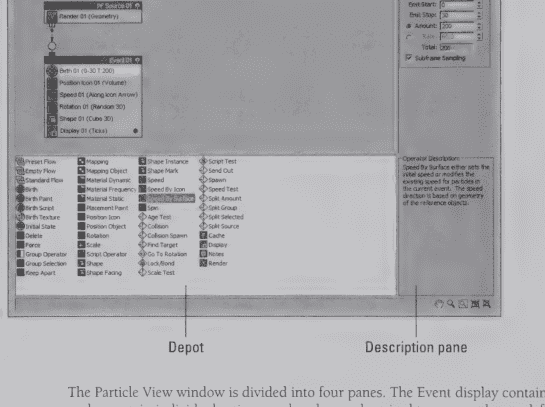 PF Source 01
Render 01 (Geometry)
Event 01
Birth 01 (0-30 T:200)
Position Icon 01 (Volume)
Speed 01 (Along Icon Arrow)
Rotation 01 (Random 3D)
Shape 01 (Cube 3D)
Display 01 (Ticks)
Emit Start: 0
Emit Stop: 30
Amount: 200
Rate:
Total: 200
Subframe Sampling
Preset Flow
Empty Flow
Standard Flow
Birth
Birth Paint
Birth Script
Birth Texture
Initial State
Delete
Force
Group Operator
Group Selection
Keep Apart
Mapping
Mapping Object
Material Dynamic
Material Frequency
Material Static
Placement Paint
Position Icon
Position Object
Rotation
Scale
Script Operator
Shape
Shape Facing
Shape Instance
Shape Mark
Speed
Speed By Icon
Speed By Surface
Spin
Age Test
Collision
Collision Spawn
Find Target
Go To Rotation
Lock/Bond
Scale Test
Script Test
Send Out
Spawn
Speed Test
Split Amount
Split Group
Split Selected
Split Source
Cache
Display
Notes
Render
Operator Description:
Speed By Surface either sets the
initial speed or modifies the
existing speed for particles in
the current event. The speed
direction is based on geometry
of the reference objects.
Depot
Description pane
The Particle View window is divided into four panes. The Event display contain